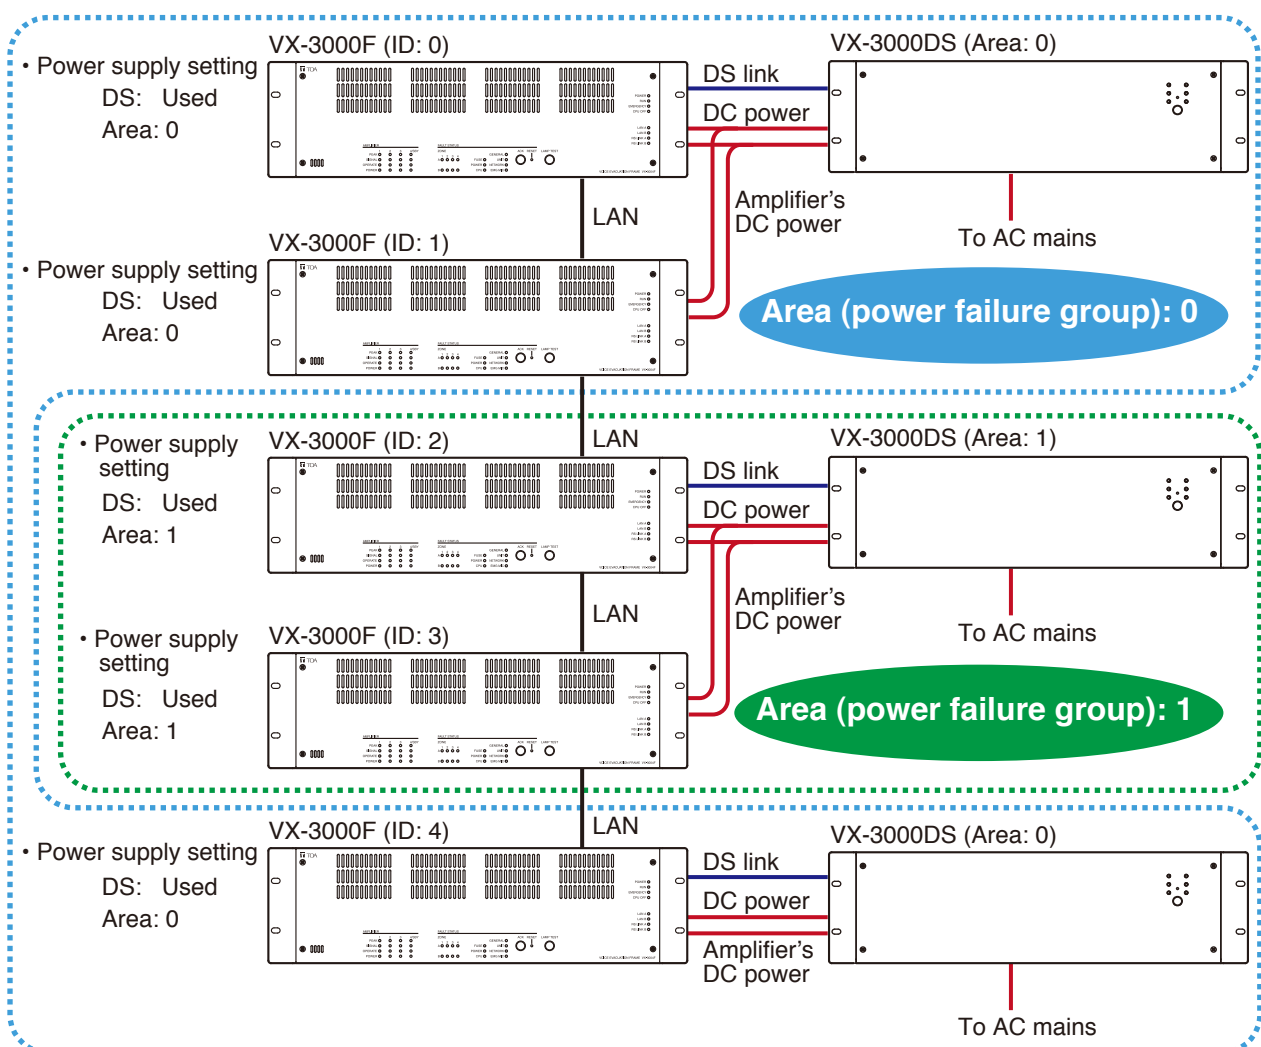 VX-3000F (ID: 0)
VX-3000DS (Area: 0)
• Power supply setting
DS: Used
Area: 0
TOA
DS link
DC power
LAN
Amplifier's
DC power
To AC mains
VX-3000F (ID: 1)
• Power supply setting
DS: Used
Area: 0
TOA
Area (power failure group): 0
LAN
VX-3000F (ID: 2)
VX-3000DS (Area: 1)
• Power supply
setting
DS: Used
Area: 1
TOA
DS link
DC power
LAN
Amplifier's
DC power
To AC mains
VX-3000F (ID: 3)
• Power supply
setting
DS: Used
Area: 1
TOA
Area (power failure group): 1
LAN
VX-3000F (ID: 4)
VX-3000DS (Area: 0)
• Power supply setting
DS: Used
Area: 0
TOA
DS link
DC power
Amplifier's
DC power
To AC mains